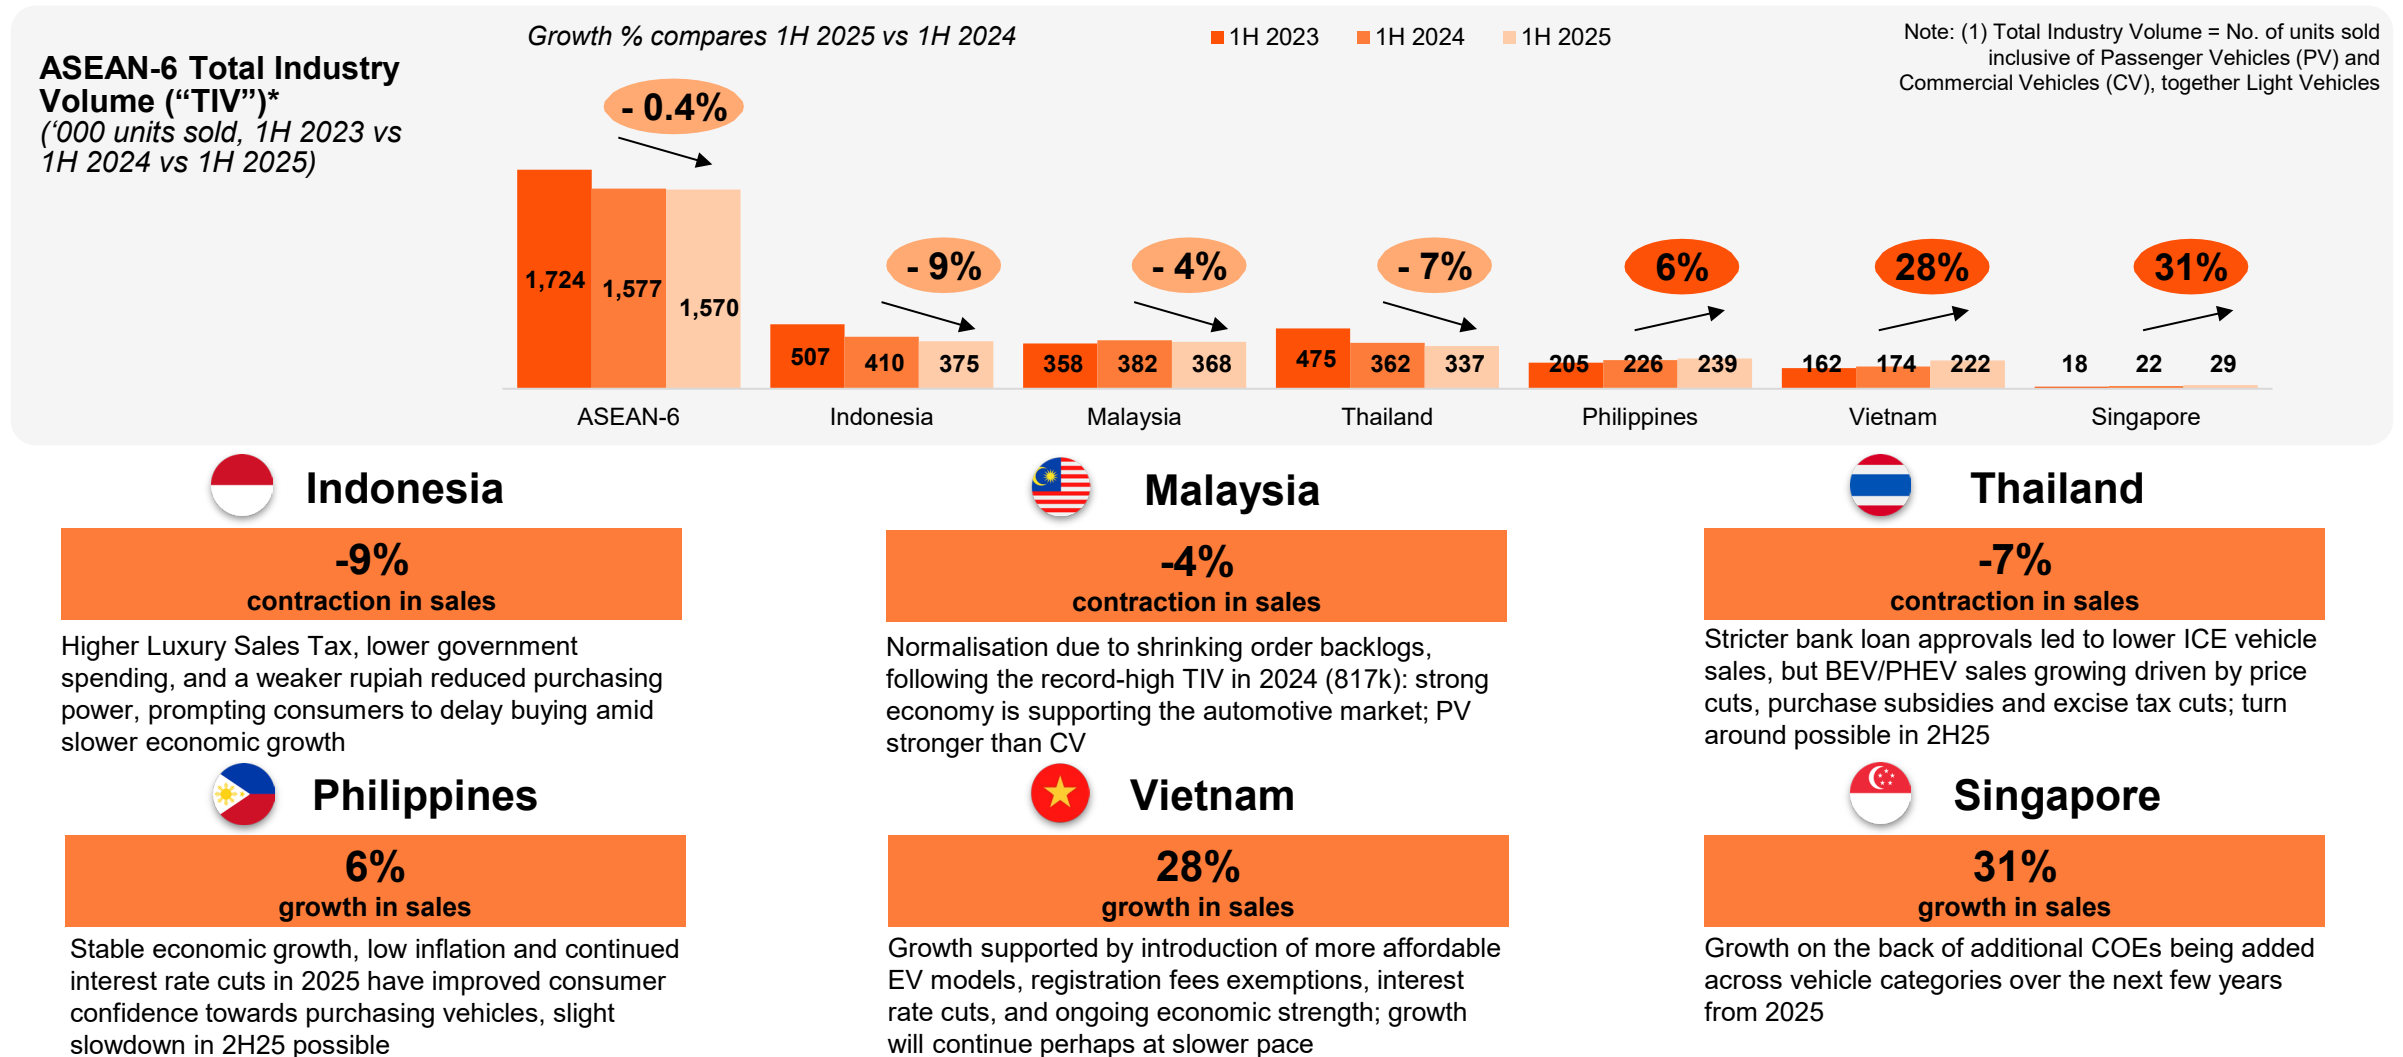 ASEAN-6 Total Industry
Volume (“TIV”)*
(‘000 units sold, 1H 2023 vs
1H 2024 vs 1H 2025)
Growth % compares 1H 2025 vs 1H 2024
1H 2023 1H 2024 1H 2025
Note: (1) Total Industry Volume = No. of units sold
inclusive of Passenger Vehicles (PV) and
Commercial Vehicles (CV), together Light Vehicles
- 0.4%
- 9%
- 4%
- 7%
6%
28%
31%
1,724 1,577 1,570
507 410 375
358 382 368
475 362 337
205 226 239
162 174 222
18 22 29
ASEAN-6 Indonesia Malaysia Thailand Philippines Vietnam Singapore
Indonesia
-9%
contraction in sales
Higher Luxury Sales Tax, lower government
spending, and a weaker rupiah reduced purchasing
power, prompting consumers to delay buying amid
slower economic growth
Malaysia
-4%
contraction in sales
Normalisation due to shrinking order backlogs,
following the record-high TIV in 2024 (817k): strong
economy is supporting the automotive market; PV
stronger than CV
Thailand
-7%
contraction in sales
Stricter bank loan approvals led to lower ICE vehicle
sales, but BEV/PHEV sales growing driven by price
cuts, purchase subsidies and excise tax cuts; turn
around possible in 2H25
Philippines
6%
growth in sales
Stable economic growth, low inflation and continued
interest rate cuts in 2025 have improved consumer
confidence towards purchasing vehicles, slight
slowdown in 2H25 possible
Vietnam
28%
growth in sales
Growth supported by introduction of more affordable
EV models, registration fees exemptions, interest
rate cuts, and ongoing economic strength; growth
will continue perhaps at slower pace
Singapore
31%
growth in sales
Growth on the back of additional COEs being added
across vehicle categories over the next few years
from 2025